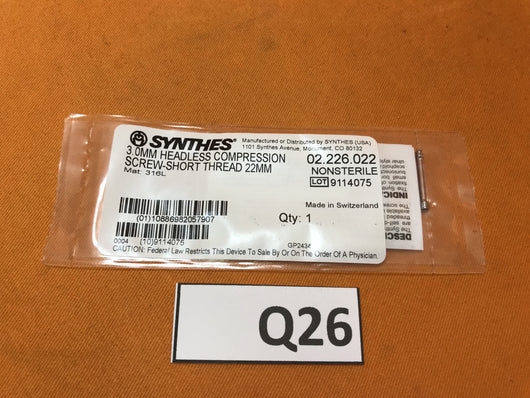 SYNTHES®
Manufactured or Distributed by SYNTHES (USA)
1101 Synthes Avenue, Monument, CO 80132
3.0MM HEADLESS COMPRESSION
SCREW-SHORT THREAD 22MM
Mat: 316L
02.226.022
NONSTERILE
LOT 9114075
Made in Switzerland
(01)10886982057907
Qty: 1
0004
(10)9114075
GP2434
CAUTION: Federal Law Restricts This Device To Sale By or On The Order of A Physician.
INDIC
DESC
Q26